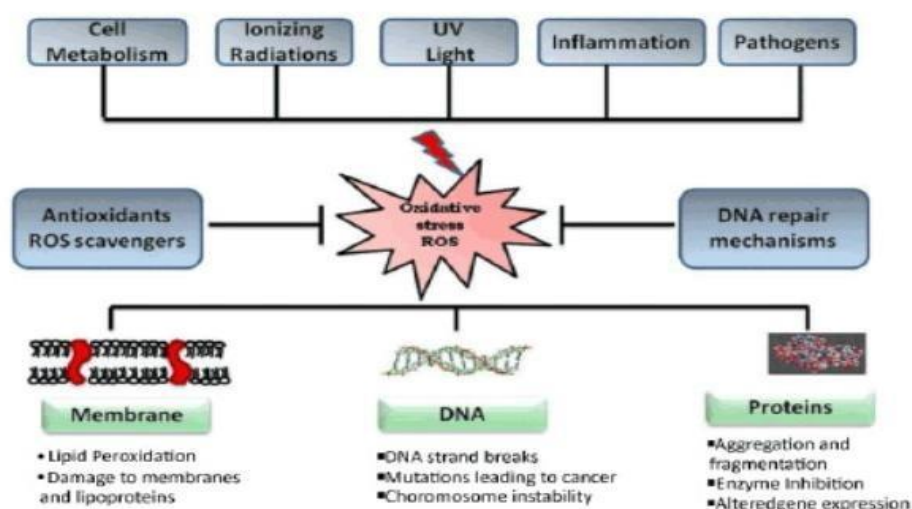 Cell
Metabolism
Ionizing
Radiations
UV
Light
Inflammation
Pathogens
Antioxidants
ROS scavengers
Oxidative
stress
ROS
DNA repair
mechanisms
Membrane
• Lipid Peroxidation
• Damage to membranes
and lipoproteins
DNA
▪DNA strand breaks
▪Mutations leading to cancer
▪Choromosome instability
Proteins
▪Aggregation and
fragmentation
▪Enzyme Inhibition
▪Alteredgene expression